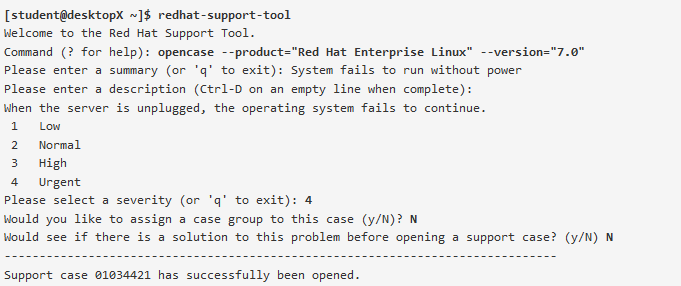 [student@desktopX ~]$ redhat-support-tool
Welcome to the Red Hat Support Tool.
Command (? for help): opencase --product="Red Hat Enterprise Linux" --version="7.0"
Please enter a summary (or 'q' to exit): System fails to run without power
Please enter a description (Ctrl-D on an empty line when complete):
When the server is unplugged, the operating system fails to continue.
1 Low
2 Normal
3 High
4 Urgent
Please select a severity (or 'q' to exit): 4
Would you like to assign a case group to this case (y/N)? N
Would see if there is a solution to this problem before opening a support case? (y/N) N
-------------------------------------------------------------------------------
Support case 01034421 has successfully been opened.